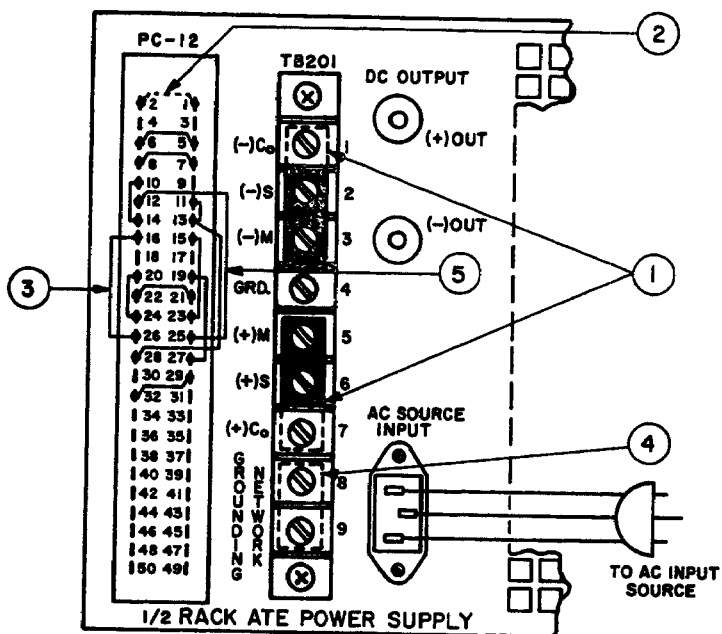 PC-12
TB201
DC OUTPUT
2
2 1
4 3
6 5
8 7
10 9
12 11
14 13
16 15
18 17
20 19
22 21
24 23
26 25
28 27
30 29
32 31
34 33
36 35
38 37
40 39
42 41
44 43
46 45
48 47
50 49
(-)Co 1
(-)S 2
(-)M 3
GRD. 4
(+)M 5
(+)S 6
(+)Co 7
8
9
GROUNDING
NETWORK
(+)OUT
(-)OUT
3
5
1
4
AC SOURCE
INPUT
TO AC INPUT
SOURCE
1/2 RACK ATE POWER SUPPLY